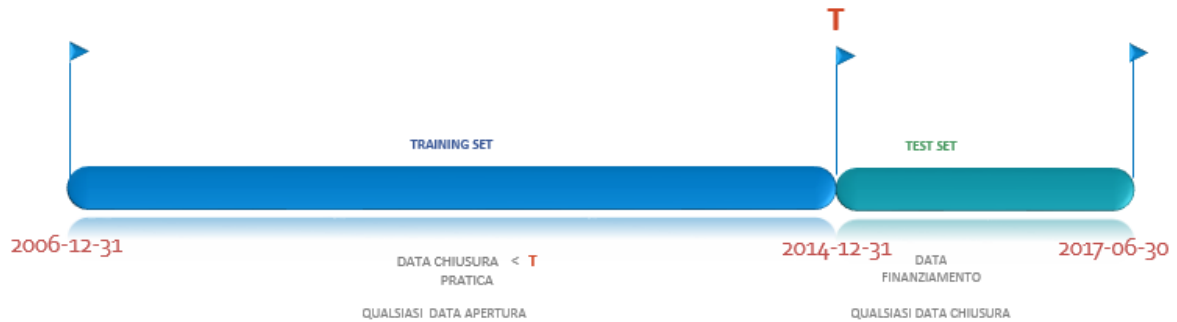 T
TRAINING SET
TEST SET
2006-12-31
2014-12-31
2017-06-30
DATA CHIUSURA < T
PRATICA
DATA
FINANZIAMENTO
QUALSIASI DATA APERTURA
QUALSIASI DATA CHIUSURA